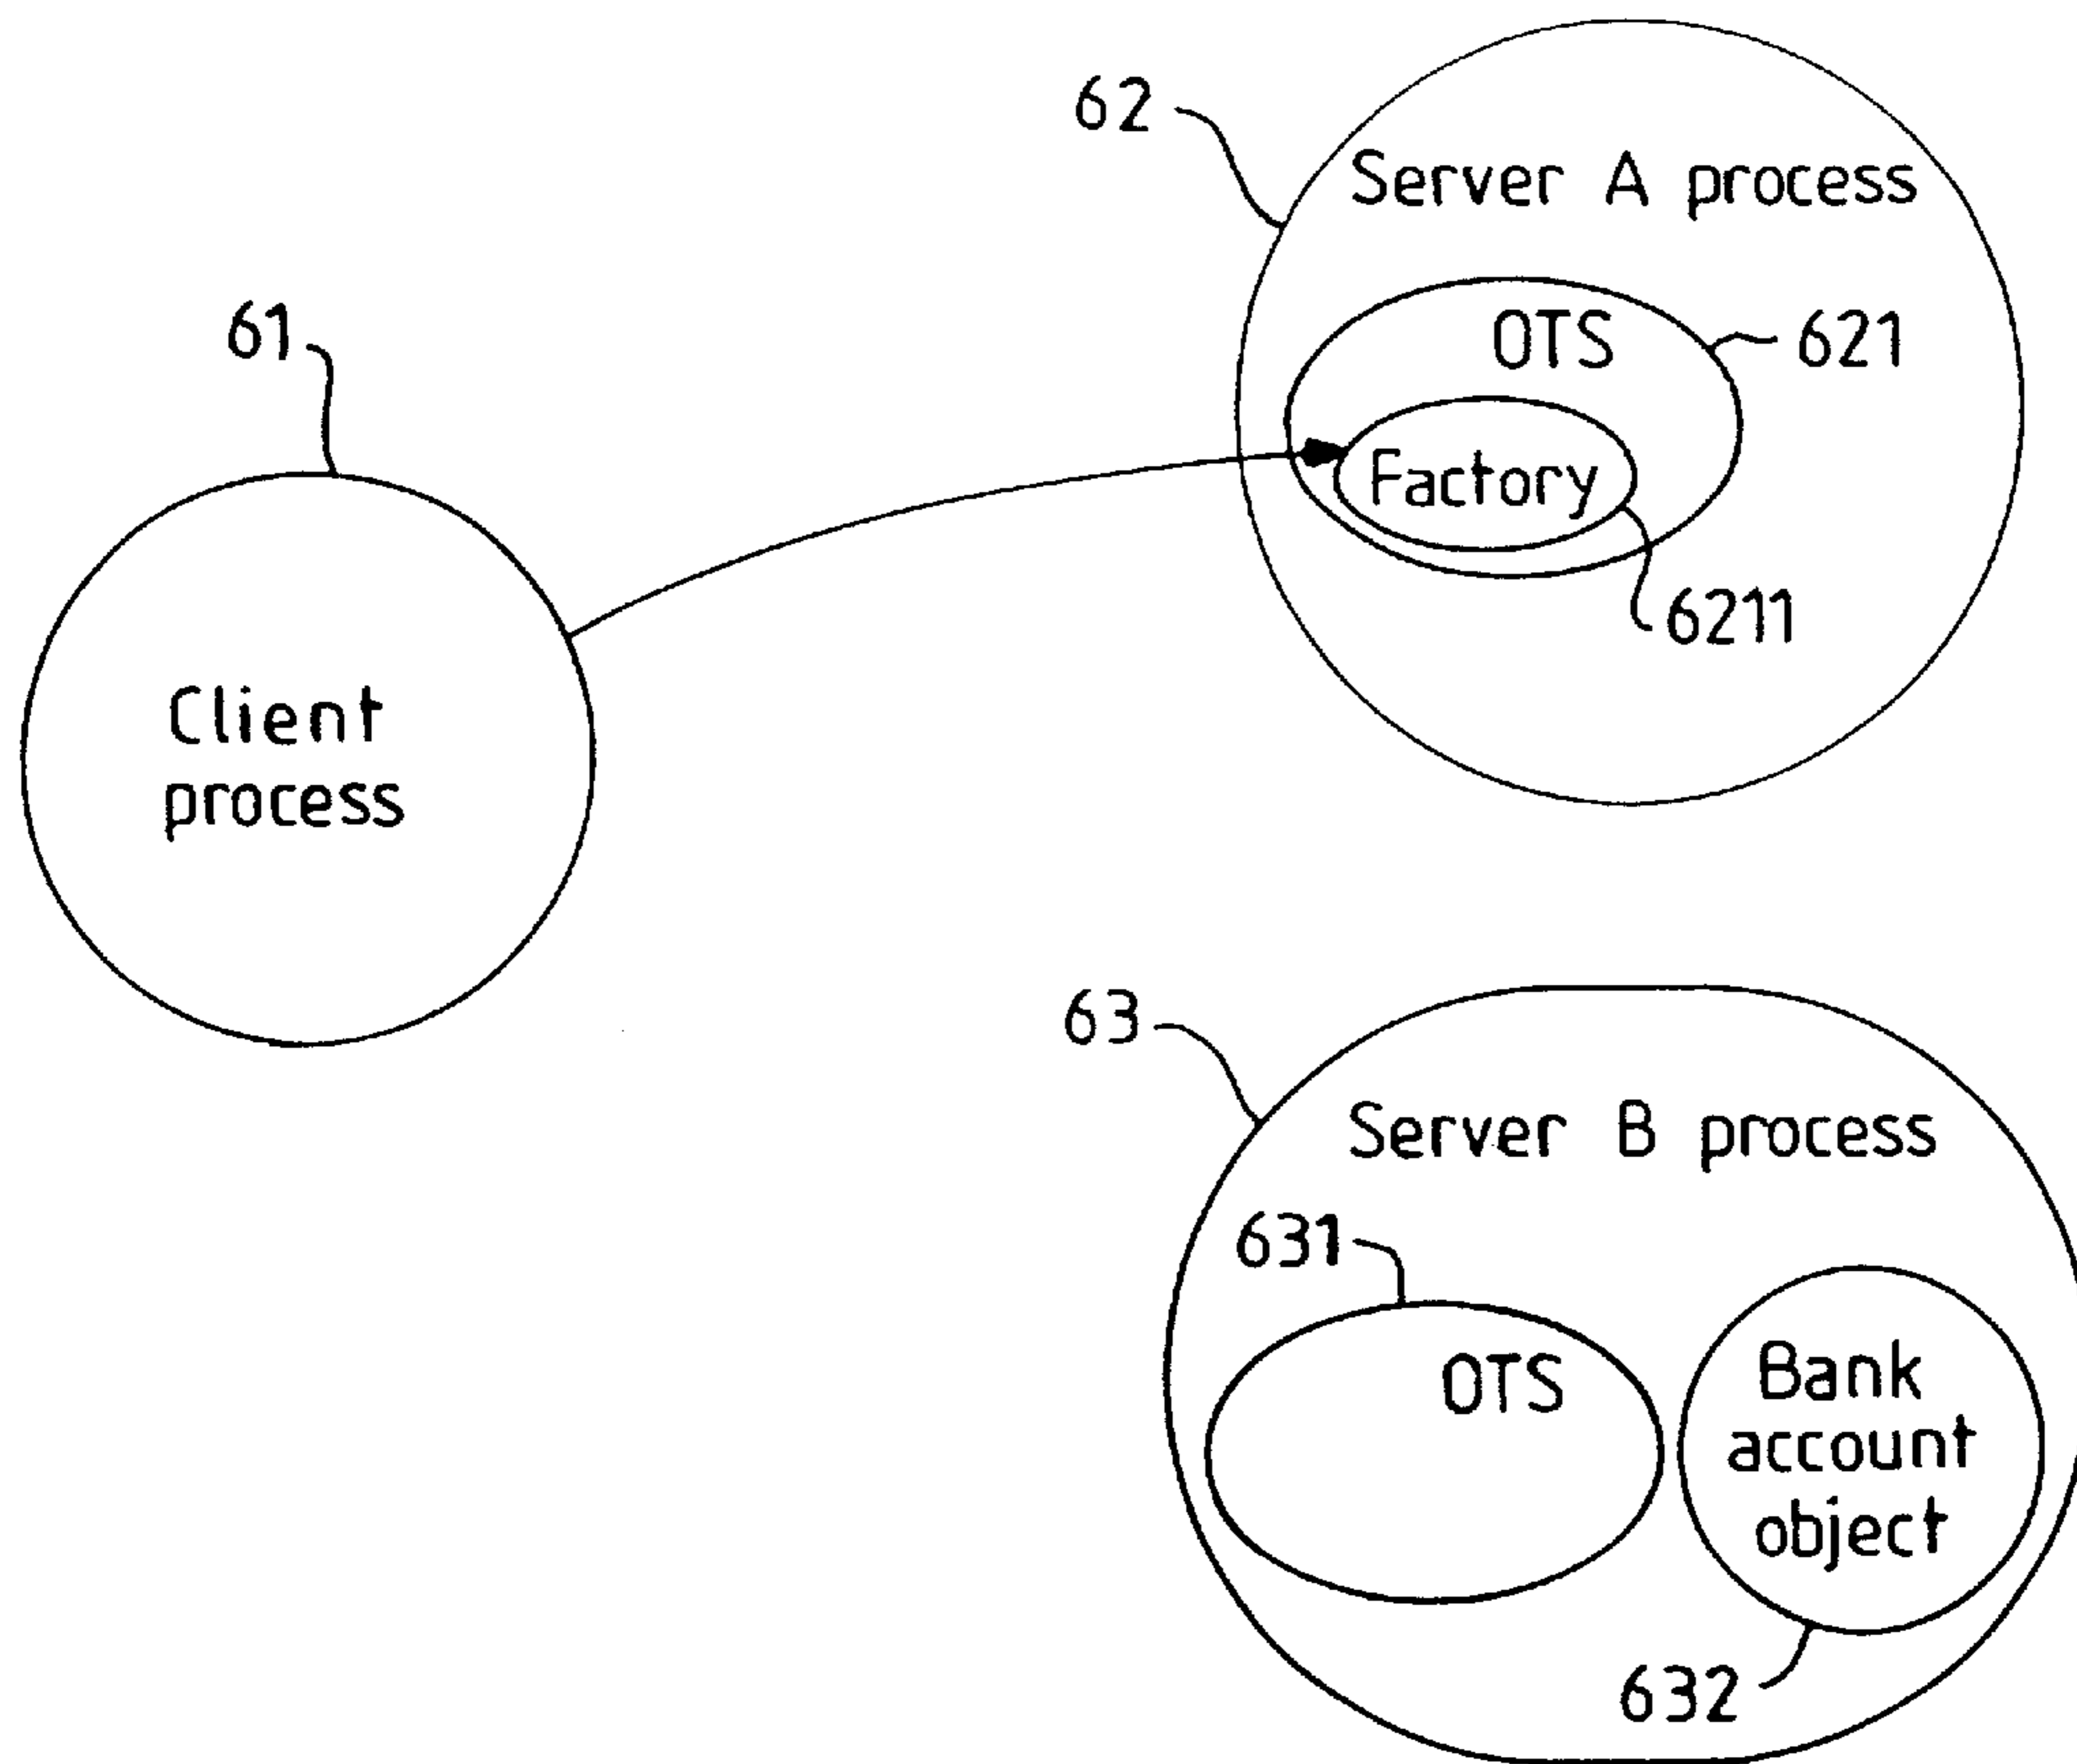 62
Server A process
61
OTS
621
Factory
6211
Client
process
63
Server B process
631
OTS
Bank
account
object
632